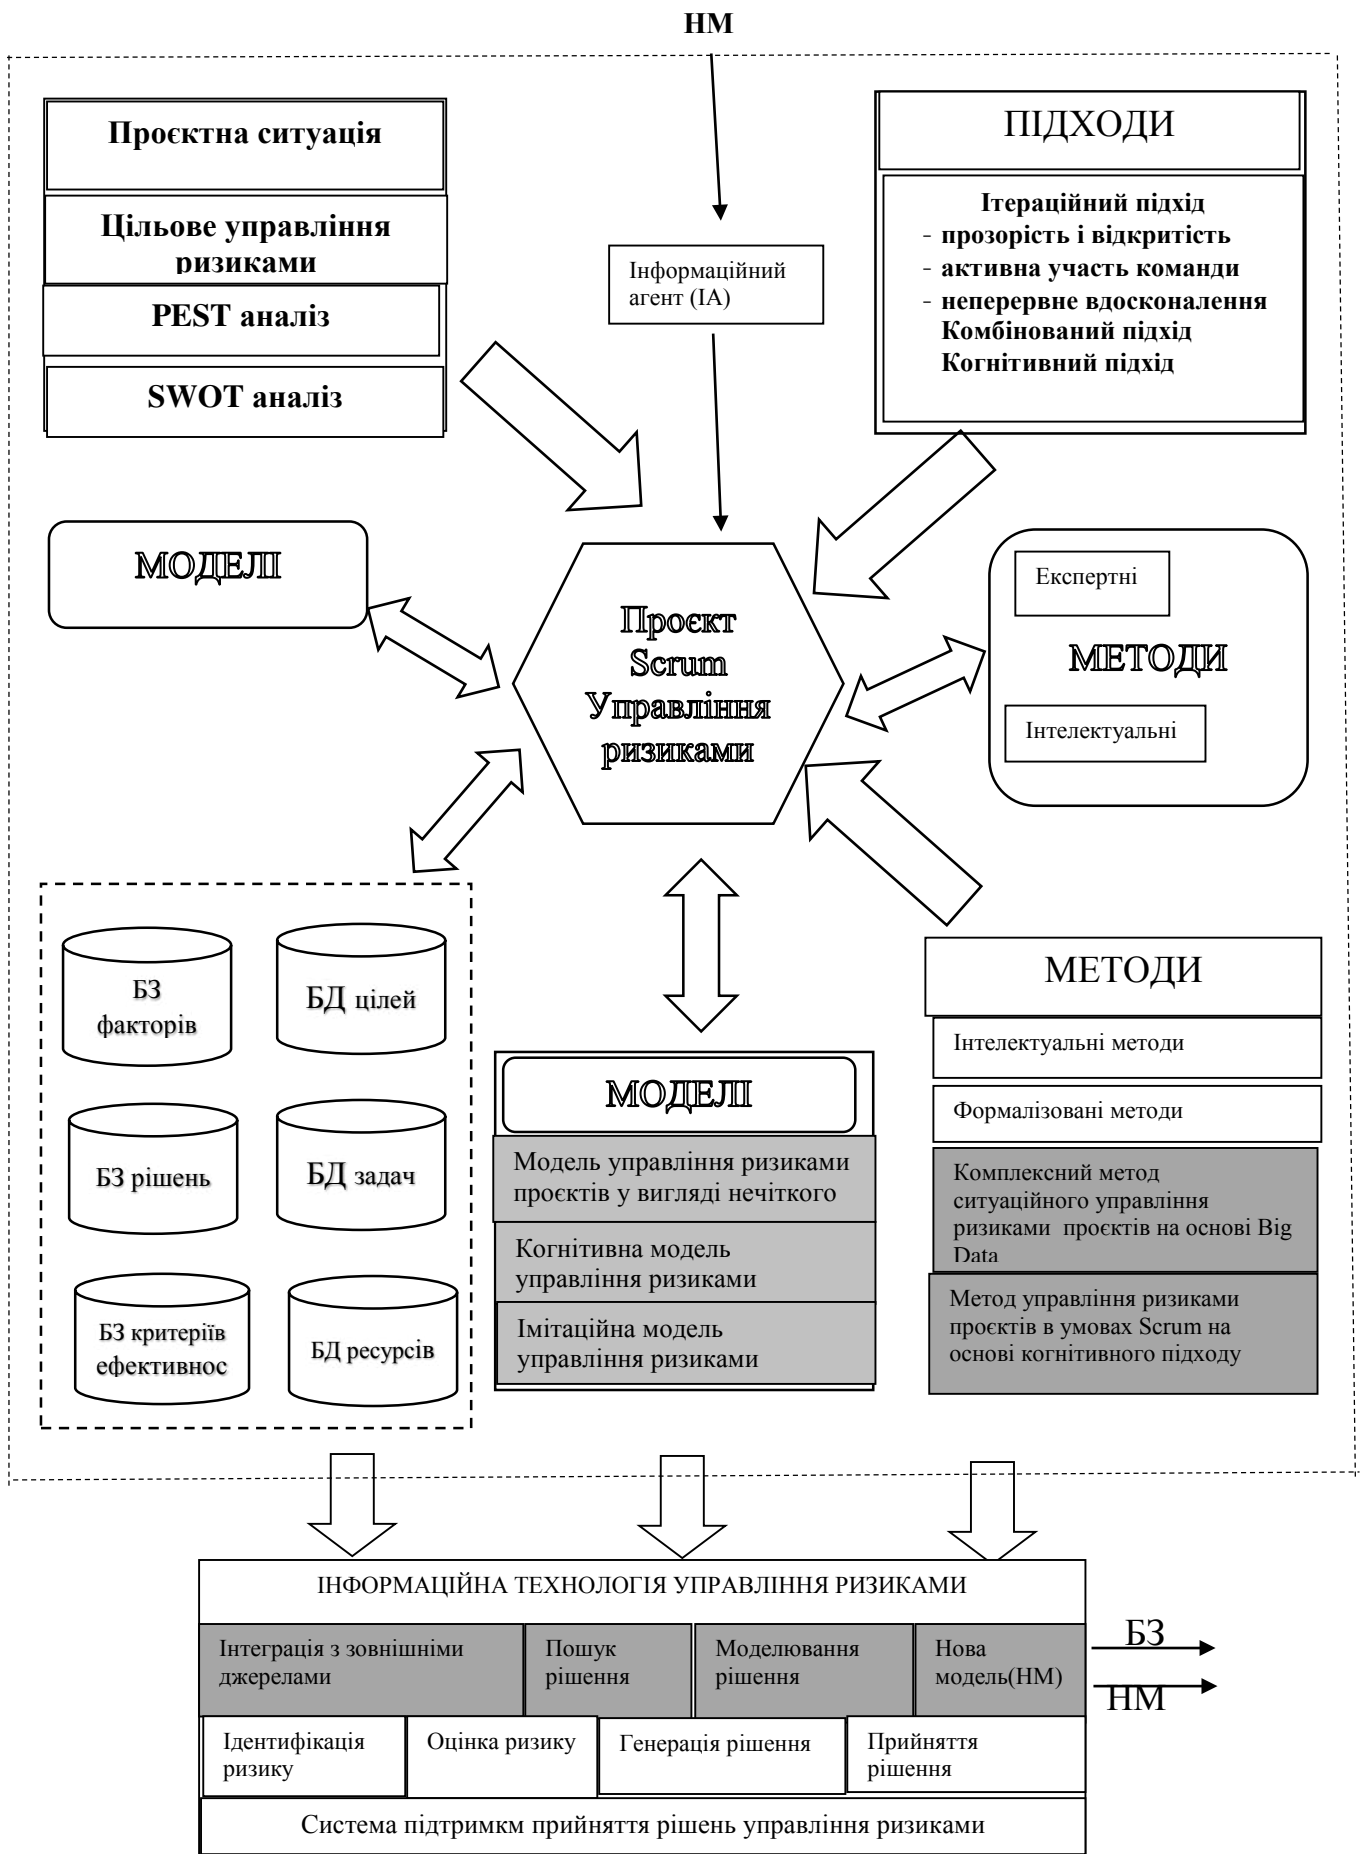 НМ
Проєктна ситуація
Цільове управління
ризиками
PEST аналіз
SWOT аналіз
Інформаційний
агент (ІА)
ПІДХОДИ
Ітераційний підхід
- прозорість і відкритість
- активна участь команди
- неперервне вдосконалення
Комбінований підхід
Когнітивний підхід
МОДЕЛІ
Проєкт
Scrum
Управління
ризиками
Експертні
МЕТОДИ
Інтелектуальні
БЗ
факторів
БД цілей
БЗ рішень
БД задач
БЗ критеріїв
ефективнос
БД ресурсів
МОДЕЛІ
Модель управління ризиками
проєктів у вигляді нечіткого
Когнітивна модель
управління ризиками
Імітаційна модель
управління ризиками
МЕТОДИ
Інтелектуальні методи
Формалізовані методи
Комплексний метод
ситуаційного управління
ризиками проєктів на основі Big
Data
Метод управління ризиками
проєктів в умовах Scrum на
основі когнітивного підходу
ІНФОРМАЦІЙНА ТЕХНОЛОГІЯ УПРАВЛІННЯ РИЗИКАМИ
Інтеграція з зовнішніми
джерелами
Пошук
рішення
Моделювання
рішення
Нова
модель(НМ)
БЗ
НМ
Ідентифікація
ризику
Оцінка ризику
Генерація рішення
Прийняття
рішення
Система підтримкм прийняття рішень управління ризиками